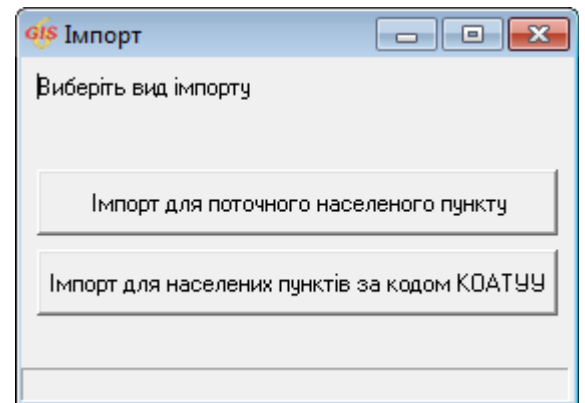 GIS Імпорт
Виберіть вид імпорту
Імпорт для поточного населеного пункту
Імпорт для населених пунктів за кодом КОАТУУ